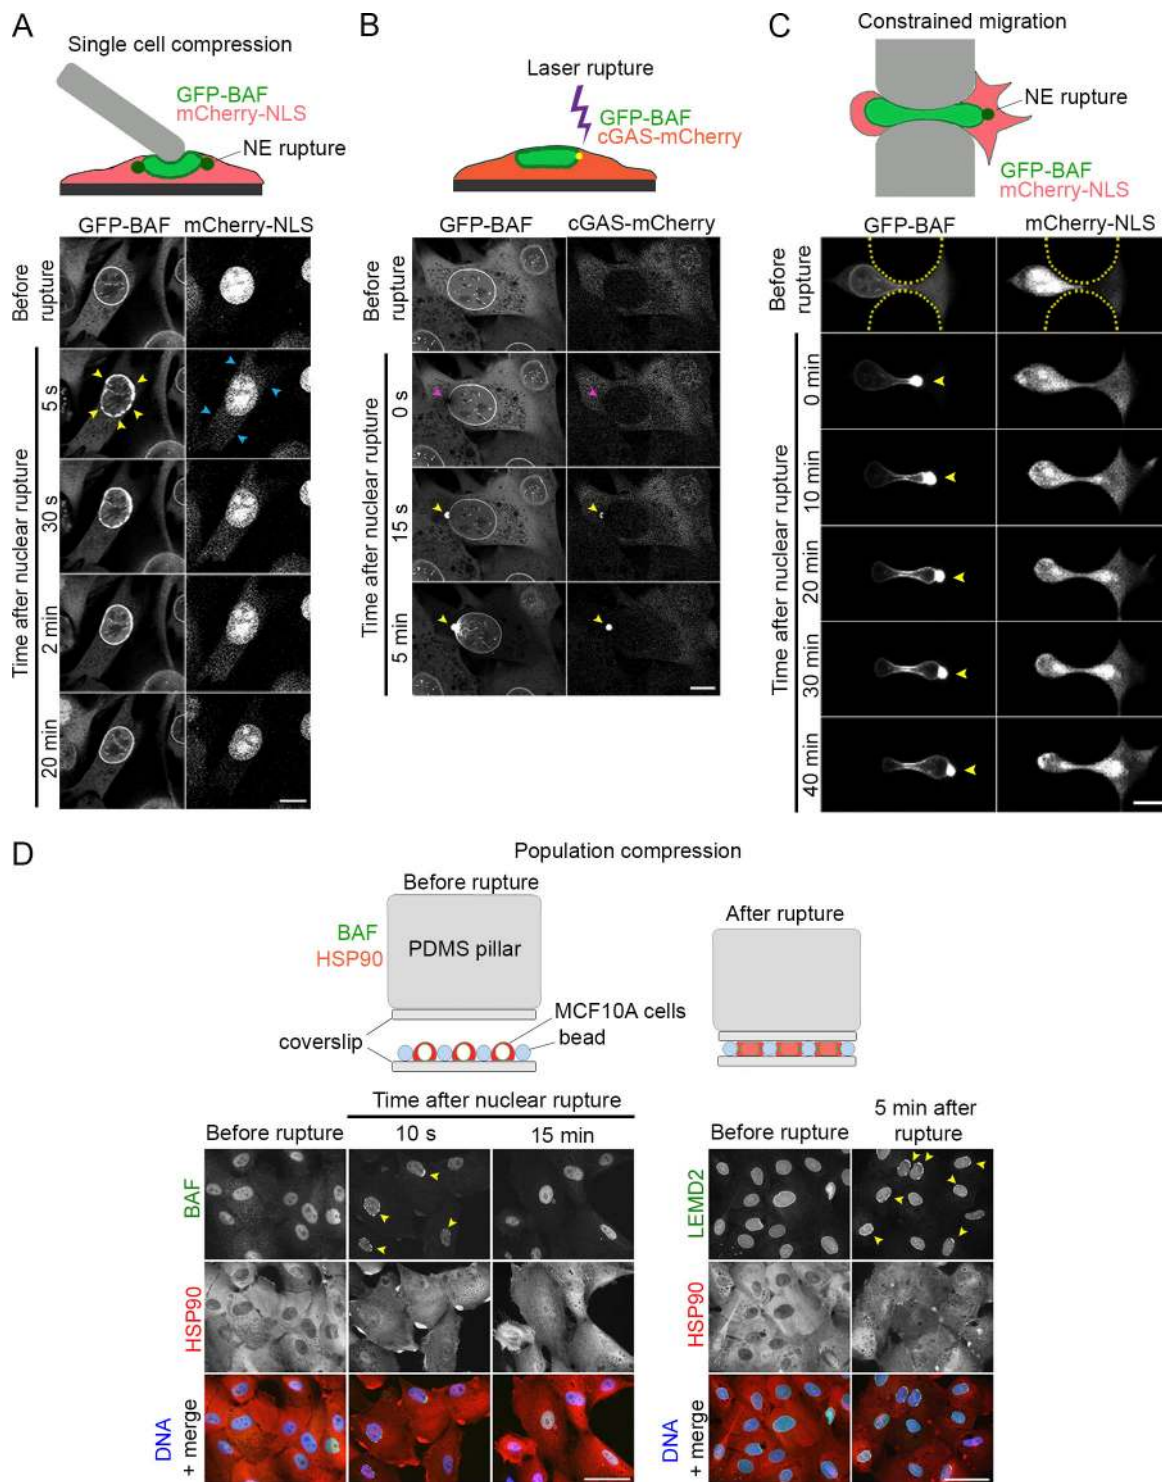 A
Single cell compression
GFP-BAF
mCherry-NLS
NE rupture
GFP-BAF mCherry-NLS
Before
rupture
Time after nuclear rupture
5 s
30 s
2 min
20 min
B
Laser rupture
GFP-BAF
cGAS-mCherry
GFP-BAF cGAS-mCherry
Before
rupture
Time after nuclear rupture
0 s
15 s
5 min
C
Constrained migration
NE rupture
GFP-BAF
mCherry-NLS
GFP-BAF mCherry-NLS
Before
rupture
Time after nuclear rupture
0 min
10 min
20 min
30 min
40 min
D
Population compression
Before rupture
BAF
HSP90
PDMS pillar
MCF10A cells
coverslip
bead
After rupture
Time after nuclear rupture
Before rupture 10 s 15 min
BAF
HSP90
DNA
+ merge
5 min after
Before rupture rupture
LEMD2
HSP90
DNA
+ merge